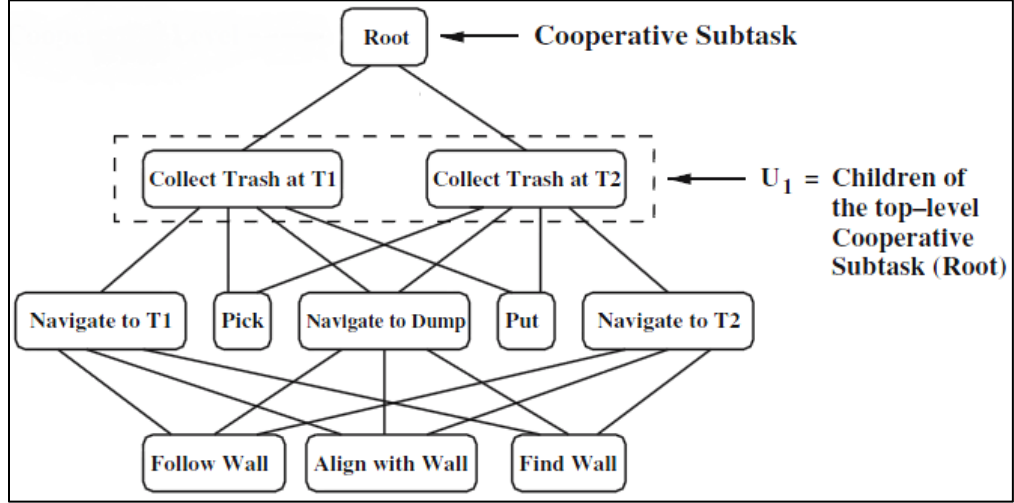 Root
Cooperative Subtask
Collect Trash at T1
Collect Trash at T2
U1 = Children of
the top–level
Cooperative
Subtask (Root)
Navigate to T1
Pick
Navigate to Dump
Put
Navigate to T2
Follow Wall
Align with Wall
Find Wall